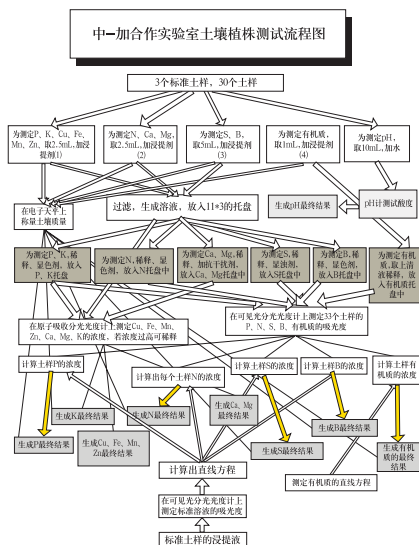 中—加合作实验室土壤植株测试流程图
3个标准土样，30个土样
为测定P、K、Cu、Fe、
Mn、Zn、取2.5mL,加浸
提剂(1)
为测定N、Ca、Mg,
取2.5mL,加浸提剂
(2)
为测定S、B,
取5mL,加浸提剂
(3)
为测定有机质,
取1mL,加浸提剂
(4)
为测定pH,
取10mL,加水
在电子天平上
称量土壤质量
过滤，生成溶液，放入11*3的托盘
生成pH最终结果
pH计测试酸度
为测定P、K,稀
释、显色剂，放入
P、K托盘
为测定N,稀释、显
色剂，放入N托盘中
为测定Ca、Mg,稀
释、加抗干扰剂,
放入Ca、Mg托盘中
为测定S,稀
释、显浊剂，
放入S托盘中
为测定B,稀
释、显色剂，
放入B托盘中
为测定有机
质，取上清
液稀释，放
入有机质托
盘中
在原子吸收分光光度计上测定Cu、Fe、Mn、
Zn、Ca、Mg、K的浓度，若浓度过高可稀释
在可见光分光光度计上测定33个土样的
P、N、S、B、有机质的吸光度
计算土样P的浓度
计算出每个土样N的浓度
计算土样S的浓度
计算土样B的浓度
计算土样有
机质的浓度
生成K最终结果
生成N最终结果
生成Ca、Mg
最终结果
生成B最终结果
生成P最终结果
生成Cu、Fe、Mn、
Zn最终结果
生成S最终结果
生成有机
质的最终
结果
计算出直线方程
测定有机质的直线方程
在可见光分光光度计上
测定标准溶液的吸光度
标准土样的浸提液